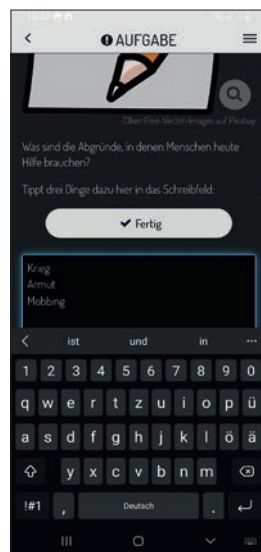 AUFGABE
Clker-Free-Vector-Images auf Pixabay
Was sind die Abgründe, in denen Menschen heute
Hilfe brauchen?
Tippt drei Dinge dazu hier in das Schreibfeld:
Fertig
Krieg
Armut
Mobbing
ist und in
1 2 3 4 5 6 7 8 9 0
q w e r t z u i o p ü
a s d f g h j k l ö ä
y x c v b n m
!#1 , Deutsch .